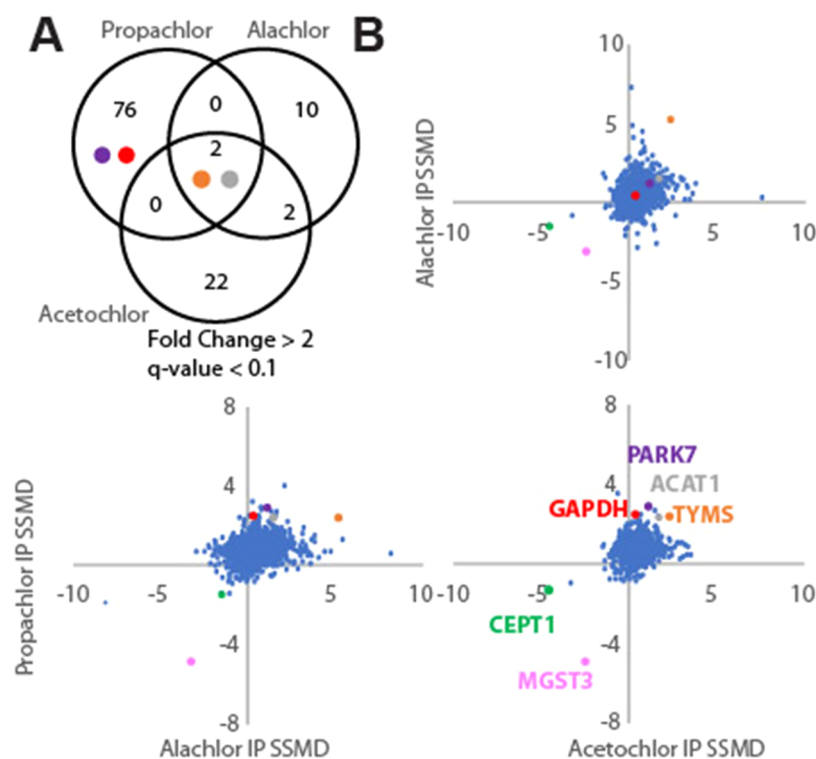 A
B
Propachlor
Alachlor
76
0
10
2
0
2
22
Acetochlor
Fold Change > 2
q-value < 0.1
10
5
-10
-5
5
10
-5
-10
Alachlor IP SSMD
8
4
-10
-5
5
10
-4
-8
Propachlor IP SSMD
Alachlor IP SSMD
8
PARK7
4
ACAT1
GAPDH
TYMS
-10
-5
5
10
CEPT1
-4
MGST3
-8
Acetochlor IP SSMD